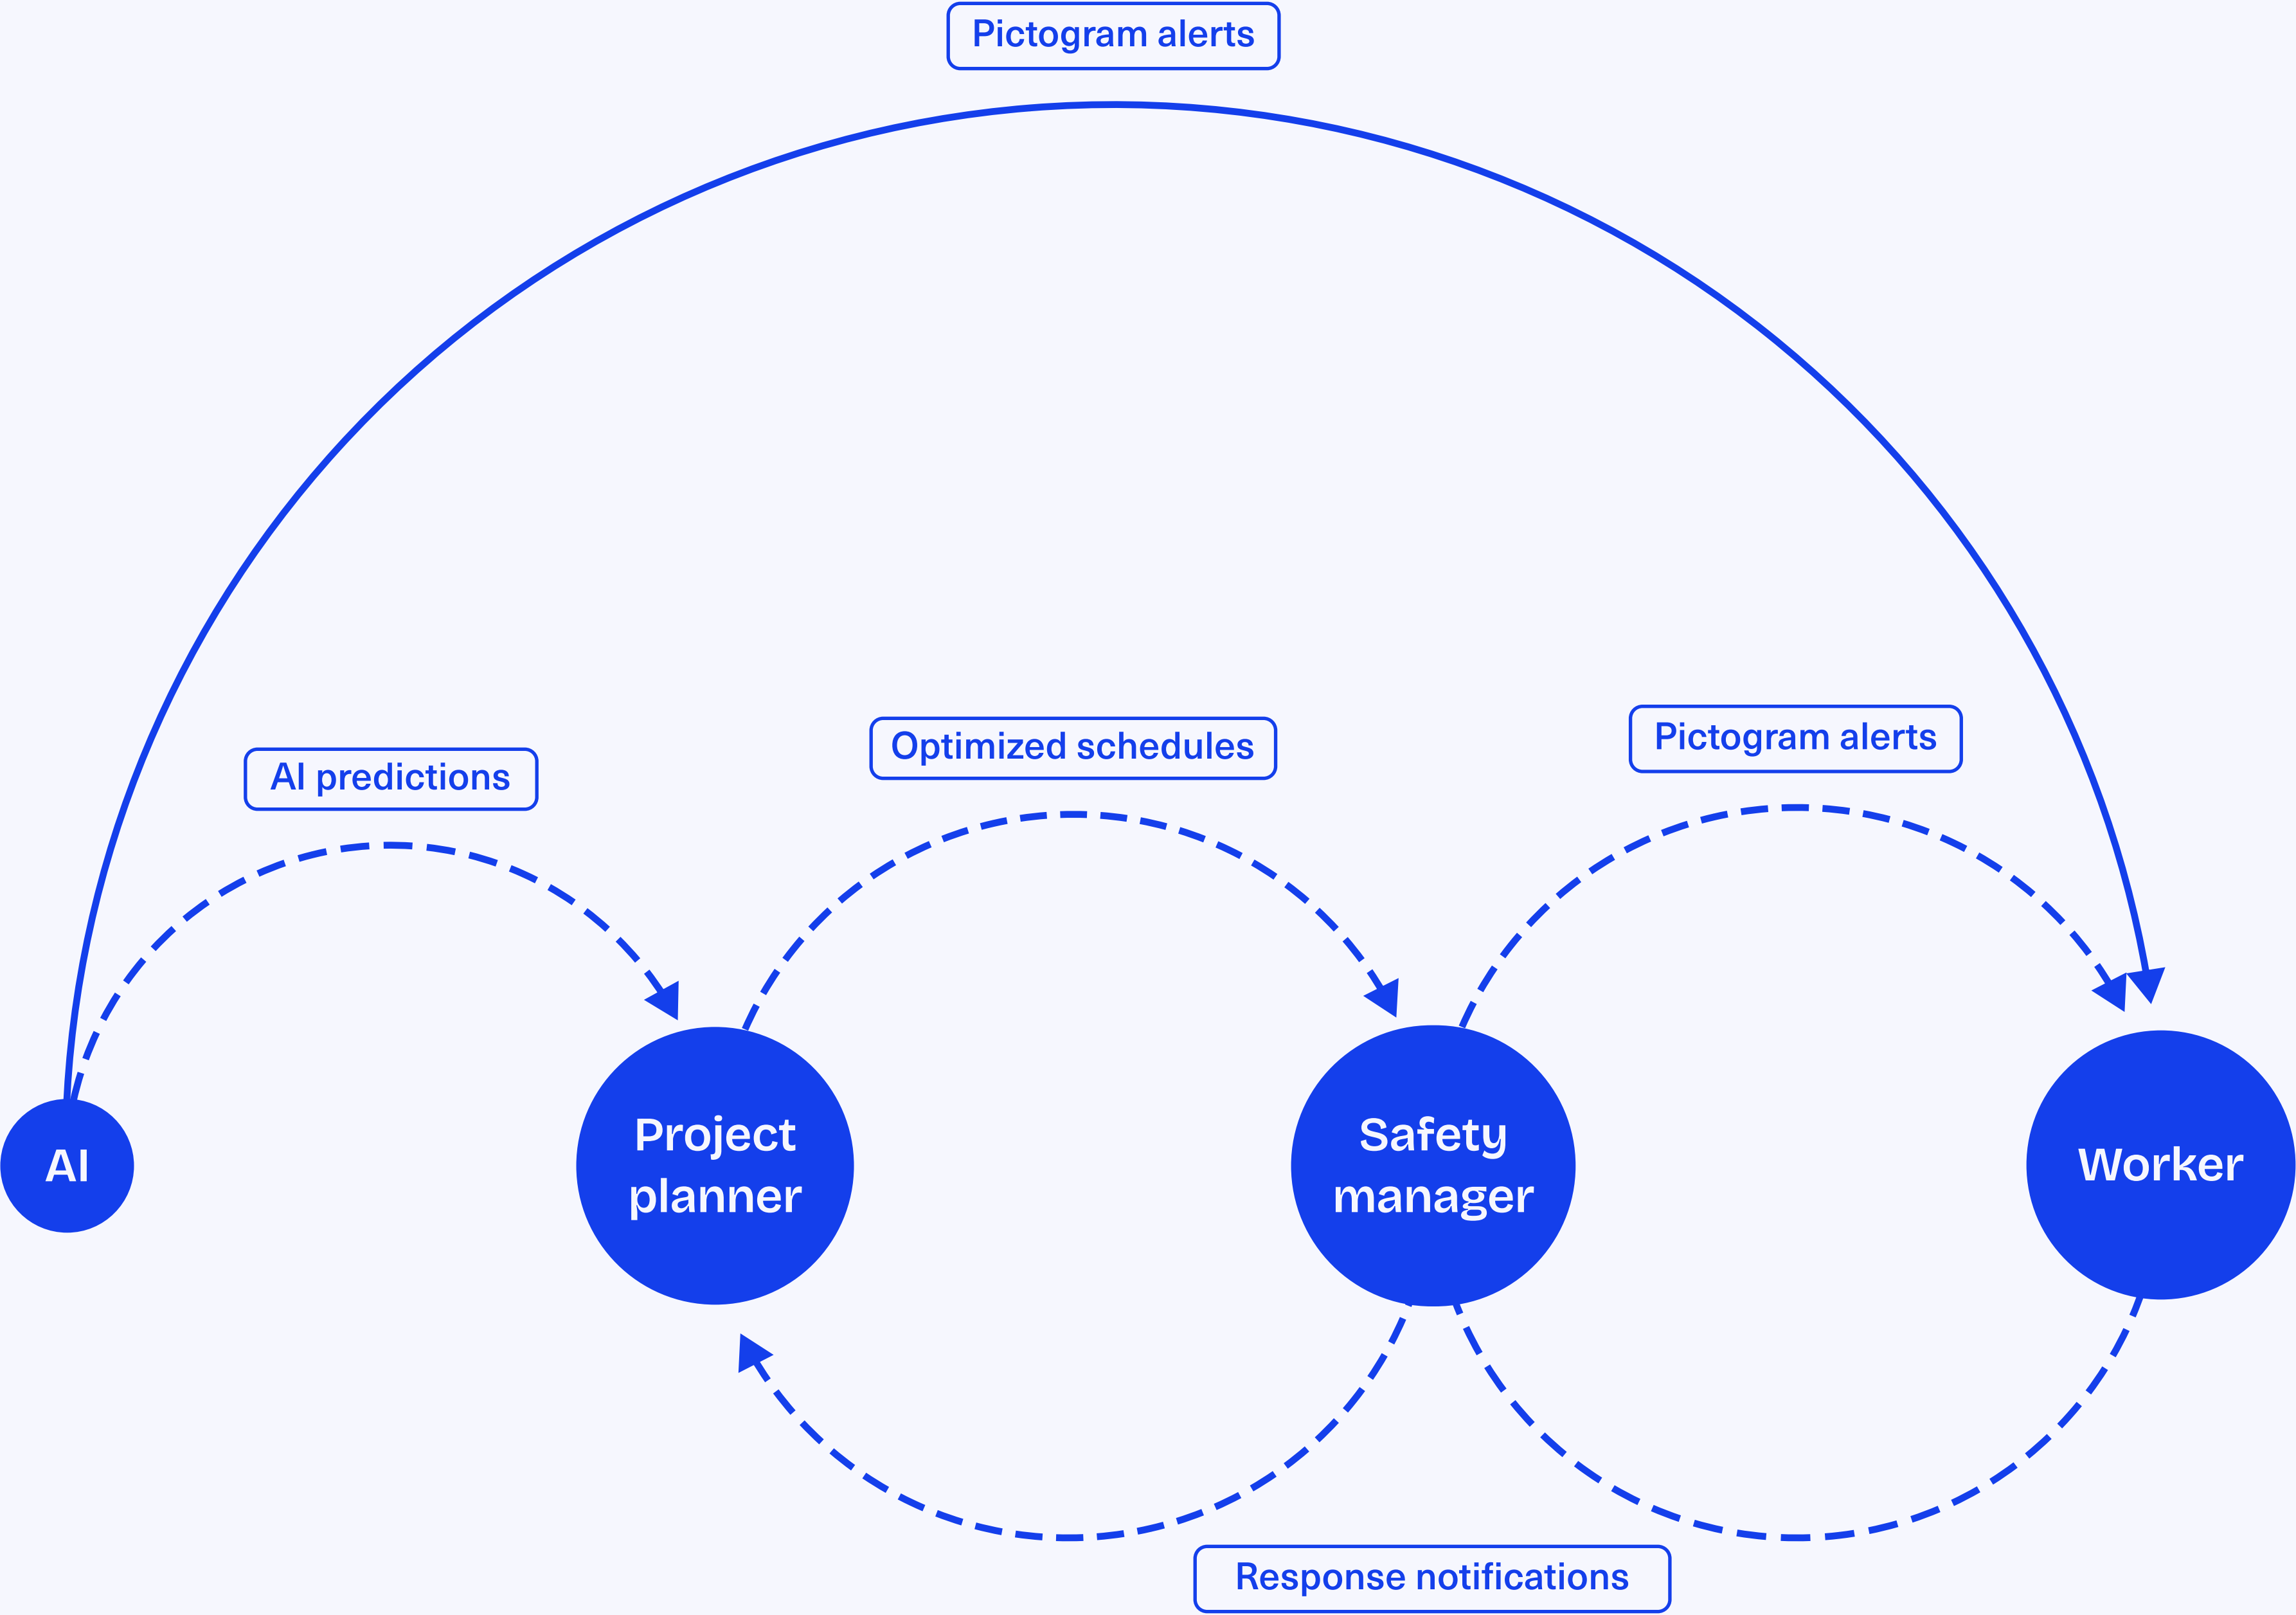 Pictogram alerts
AI predictions
Optimized schedules
Pictogram alerts
AI
Project
planner
Safety
manager
Worker
Response notifications